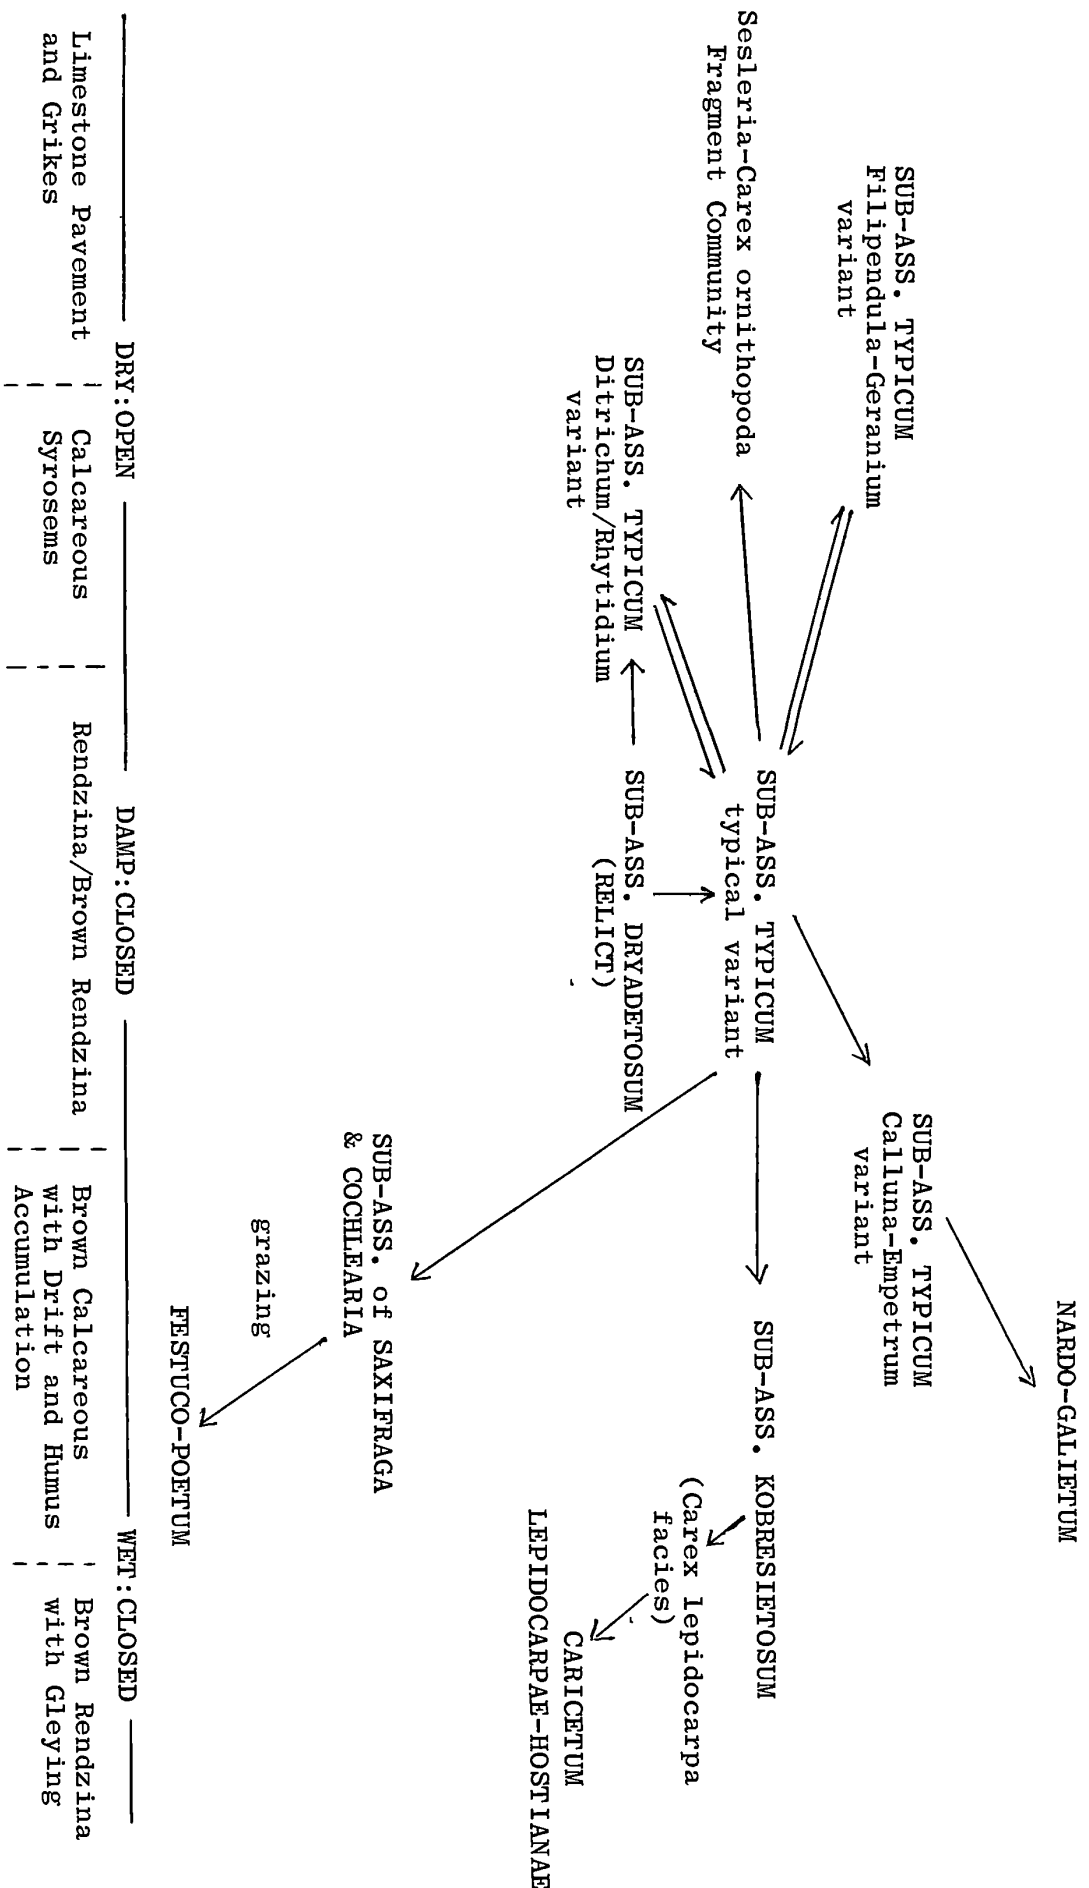 NARDO-GALIETUM
SUB-ASS. TYPICUM
Filipendula-Geranium
variant
SUB-ASS. TYPICUM
Calluna-Empetrum
variant
Sesleria-Carex ornithopoda
Fragment Community
SUB-ASS. TYPICUM
typical variant
SUB-ASS. KOBRESIETOSUM
(Carex lepidocarpa
facies)
SUB-ASS. TYPICUM
Ditrichum/Rhytidium
variant
SUB-ASS. DRYADETOSUM
(RELICT)
CARICETUM
LEPIDOCARPAE-HOSTIANAE
SUB-ASS. of SAXIFRAGA
& COCHLEARIA
grazing
FESTUCO-POETUM
DRY:OPEN
DAMP:CLOSED
WET:CLOSED
Limestone Pavement
and Grikes
Calcareous
Syrosems
Rendzina/Brown Rendzina
Brown Calcareous
with Drift and Humus
Accumulation
Brown Rendzina
with Gleying